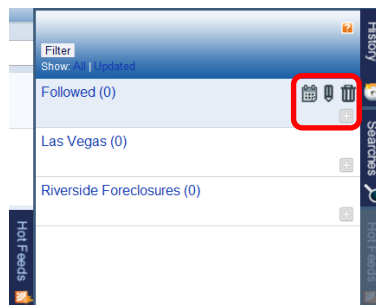 ?
Filter
Show: All | Updated
Followed (0)
Las Vegas (0)
Riverside Foreclosures (0)
Hot Feeds
History
Searches
Hot Feeds